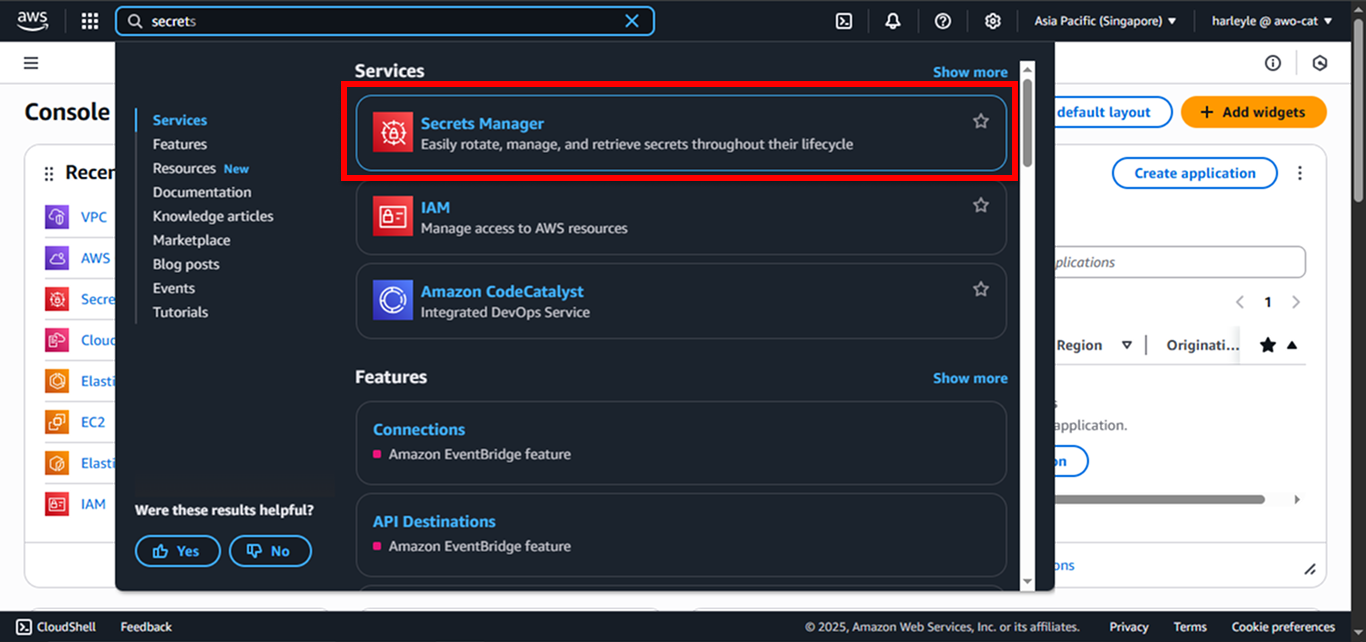 aws
secrets
Asia Pacific (Singapore)
harleyle @ awo-cat
Console
default layout
+ Add widgets
Recen
VPC
AWS
Secre
Cloud
Elasti
EC2
Elasti
IAM
Services
Features
Resources New
Documentation
Knowledge articles
Marketplace
Blog posts
Events
Tutorials
Were these results helpful?
Yes
No
Services
Show more
Secrets Manager
Easily rotate, manage, and retrieve secrets throughout their lifecycle
IAM
Manage access to AWS resources
Amazon CodeCatalyst
Integrated DevOps Service
Features
Show more
Connections
Amazon EventBridge feature
API Destinations
Amazon EventBridge feature
Create application
plications
1
Region
Originati...
s
application.
on
ons
CloudShell
Feedback
© 2025, Amazon Web Services, Inc. or its affiliates.
Privacy
Terms
Cookie preferences